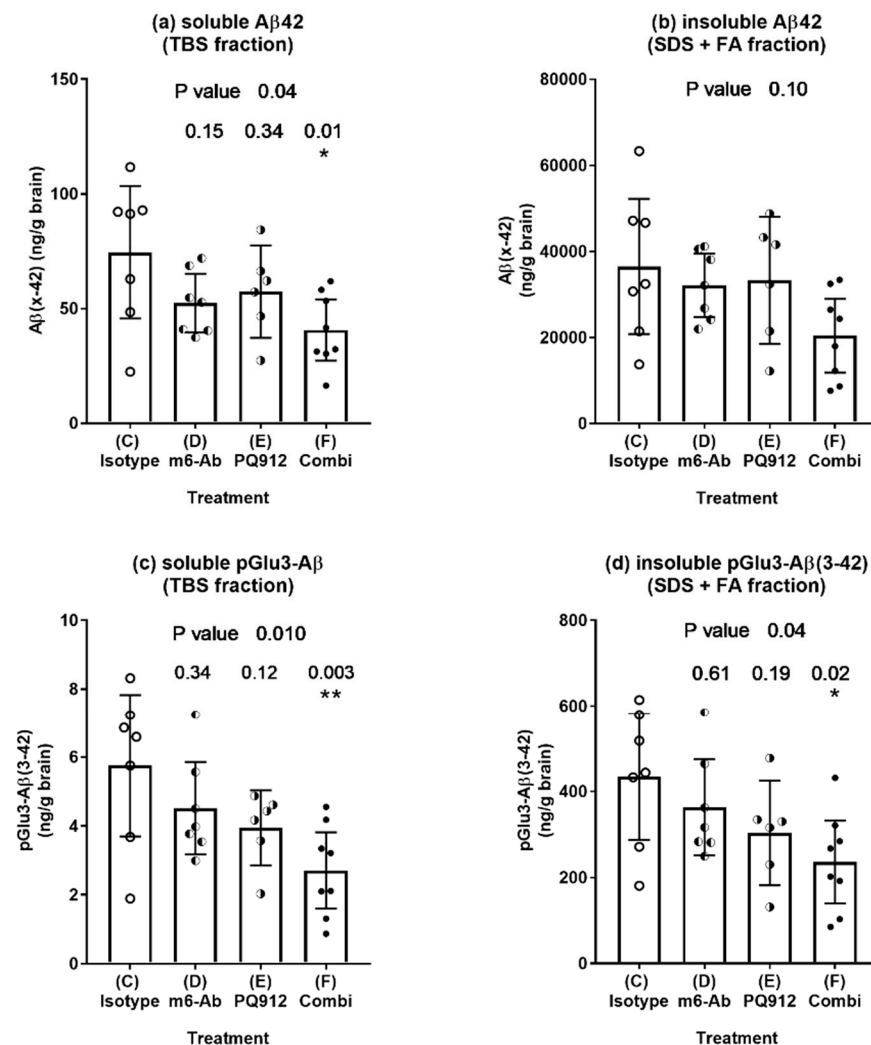 (a) soluble Aβ42
(TBS fraction)
150
100
50
0
Aβ(x-42) (ng/g brain)
P value 0.04
0.15 0.34 0.01
*
(C) (D) (E) (F)
Isotype m6-Ab PQ912 Combi
Treatment
(b) insoluble Aβ42
(SDS + FA fraction)
80000
60000
40000
20000
0
Aβ(x-42)
(ng/g brain)
P value 0.10
(C) (D) (E) (F)
Isotype m6-Ab PQ912 Combi
Treatment
(c) soluble pGlu3-Aβ
(TBS fraction)
10
8
6
4
2
0
pGlu3-Aβ(3-42)
(ng/g brain)
P value 0.010
0.34 0.12 0.003
**
(C) (D) (E) (F)
Isotype m6-Ab PQ912 Combi
Treatment
(d) insoluble pGlu3-Aβ(3-42)
(SDS + FA fraction)
800
600
400
200
0
pGlu3-Aβ(3-42)
(ng/g brain)
P value 0.04
0.61 0.19 0.02
*
(C) (D) (E) (F)
Isotype m6-Ab PQ912 Combi
Treatment